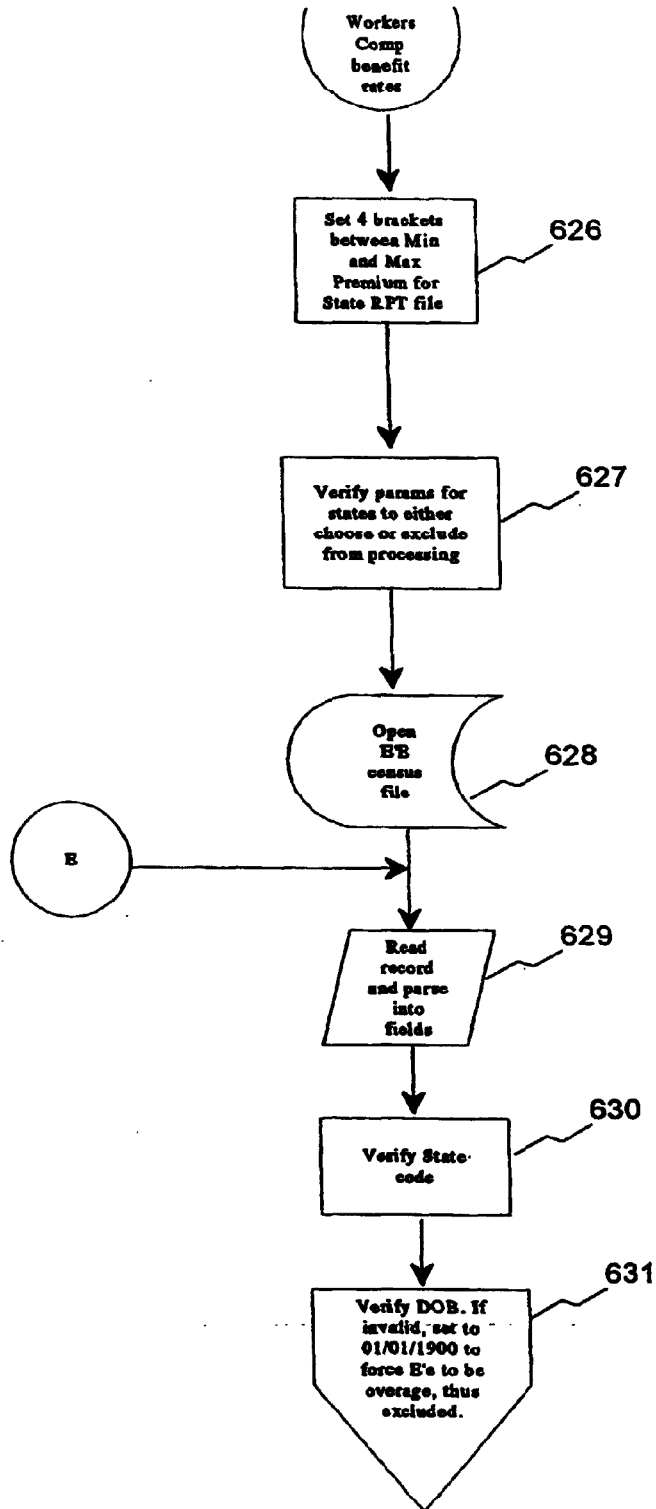 Workers
Comp
benefit
rates
Set 4 brackets
between Min
and Max
Premium for
State RPT file
626
Verify params for
states to either
choose or exclude
from processing
627
Open
EE
census
file
628
E
Read
record
and parse
into
fields
629
Verify State
code
630
Verify DOB. If
invalid, set to
01/01/1900 to
force E's to be
overage, thus
excluded.
631